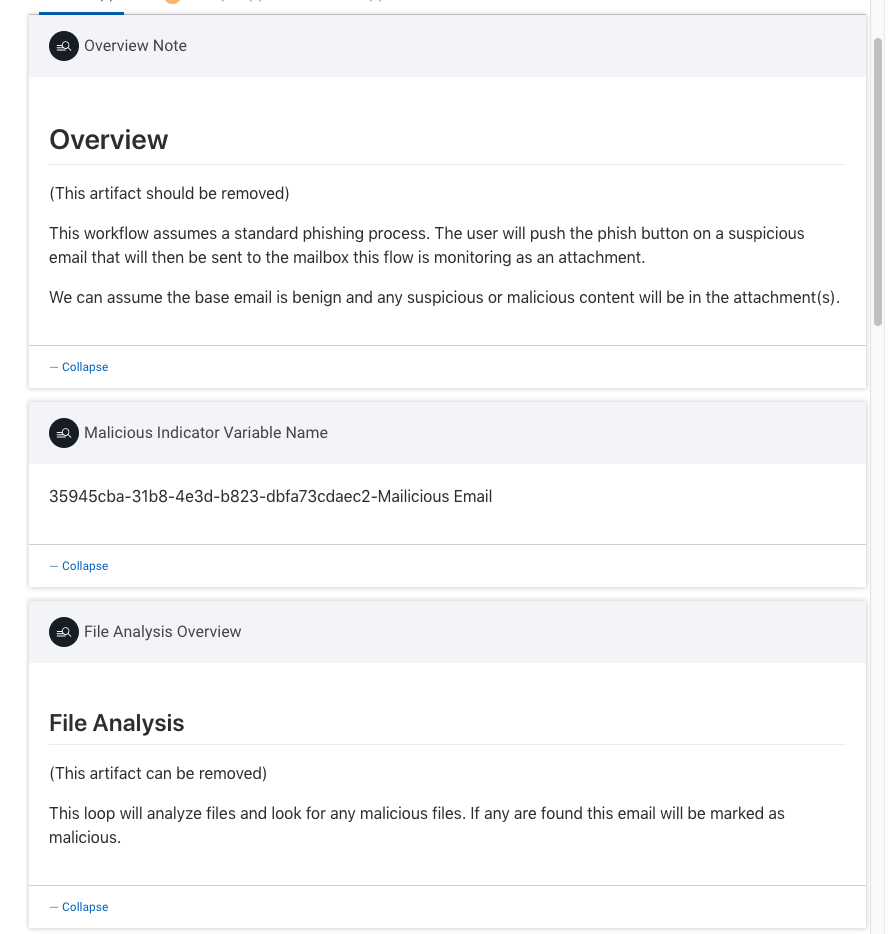 Overview Note
Overview
(This artifact should be removed)
This workflow assumes a standard phishing process. The user will push the phish button on a suspicious
email that will then be sent to the mailbox this flow is monitoring as an attachment.
We can assume the base email is benign and any suspicious or malicious content will be in the attachment(s).
— Collapse
Malicious Indicator Variable Name
35945cba-31b8-4e3d-b823-dbfa73cdaec2-Mailicious Email
— Collapse
File Analysis Overview
File Analysis
(This artifact can be removed)
This loop will analyze files and look for any malicious files. If any are found this email will be marked as
malicious.
— Collapse